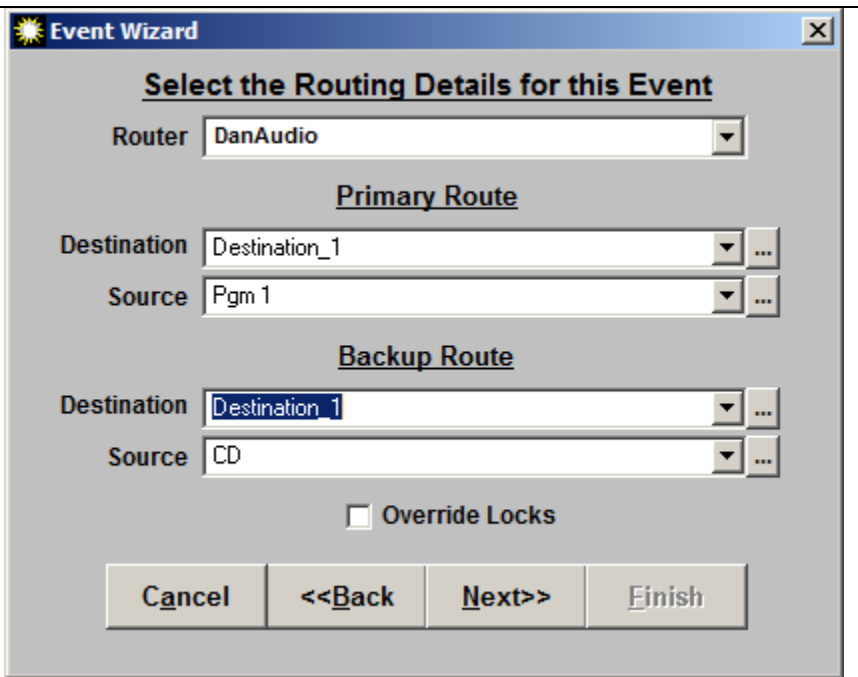 Event Wizard
Select the Routing Details for this Event
Router DanAudio
Primary Route
Destination Destination_1 ...
Source Pgm 1 ...
Backup Route
Destination Destination_1 ...
Source CD ...
Override Locks
Cancel <<Back Next>> Finish